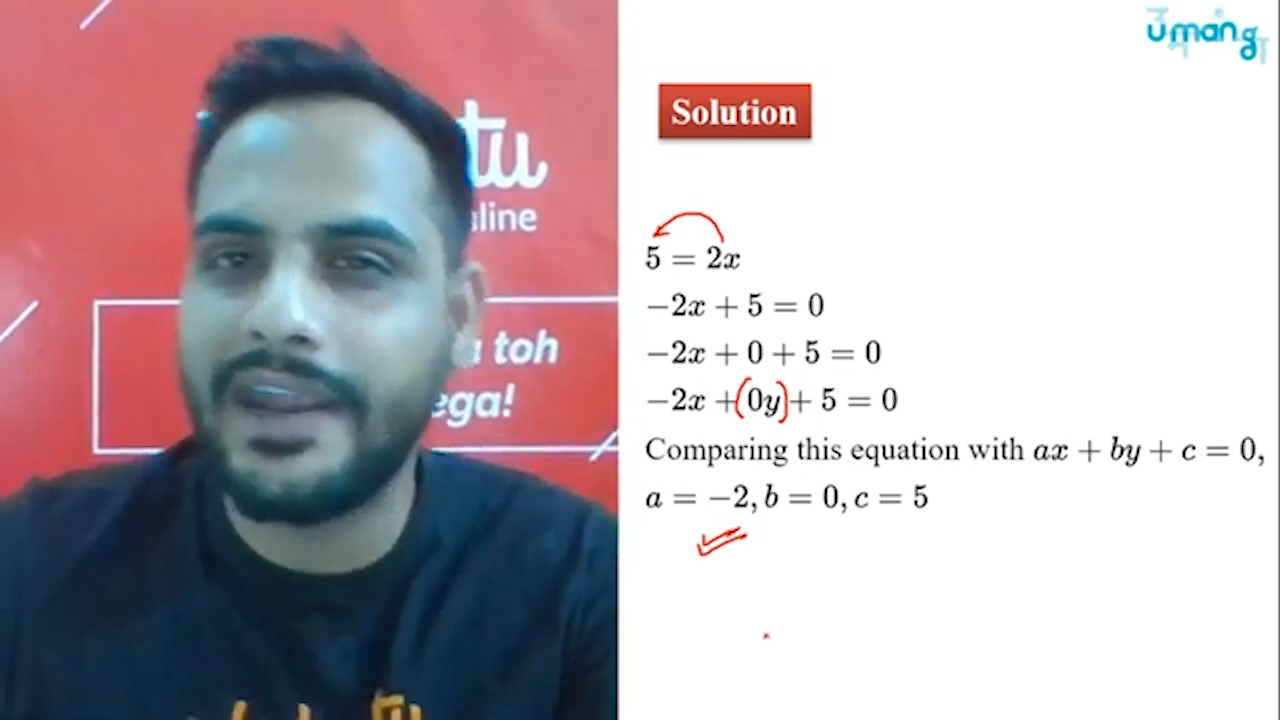 tu
line
toh
ega!
umang
Solution
5 = 2x
−2x + 5 = 0
−2x + 0 + 5 = 0
−2x + (0y) + 5 = 0
Comparing this equation with ax + by + c = 0,
a = −2, b = 0, c = 5